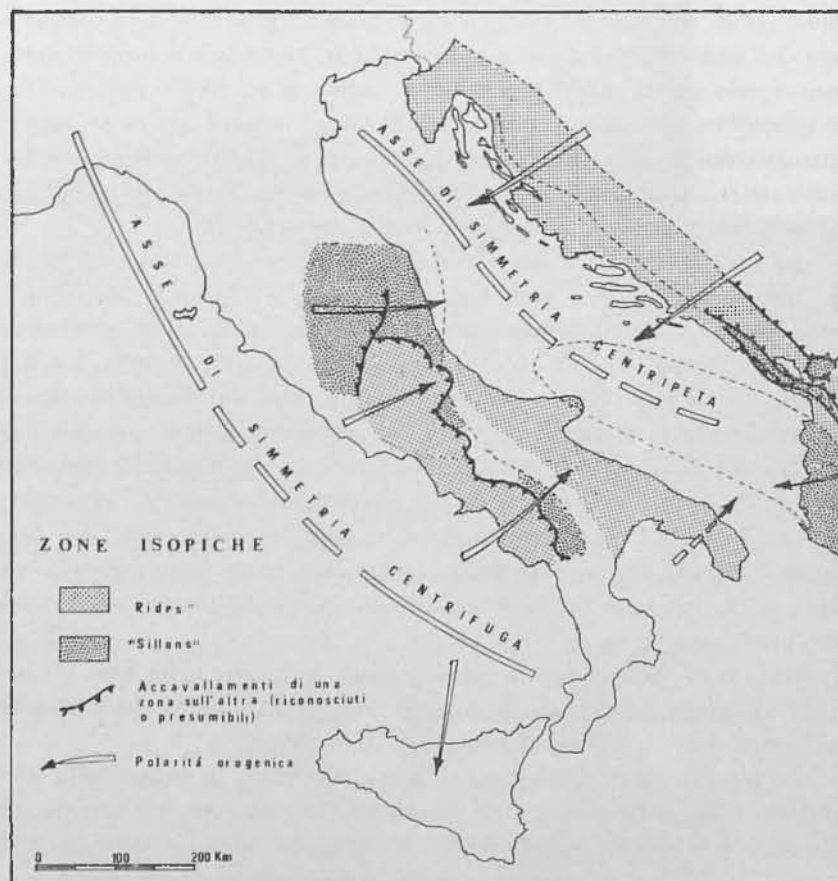 ASSE DI SIMMETRIA CENTRIPETA
ASSE DI SIMMETRIA CENTRIFUGA
ZONE ISOPICHE
Rides"
"Sillons"
Accavallamenti di una
zona sull'altra (riconosciuti
o presumibili)
Polaritá orogenica
0 100 200 Km